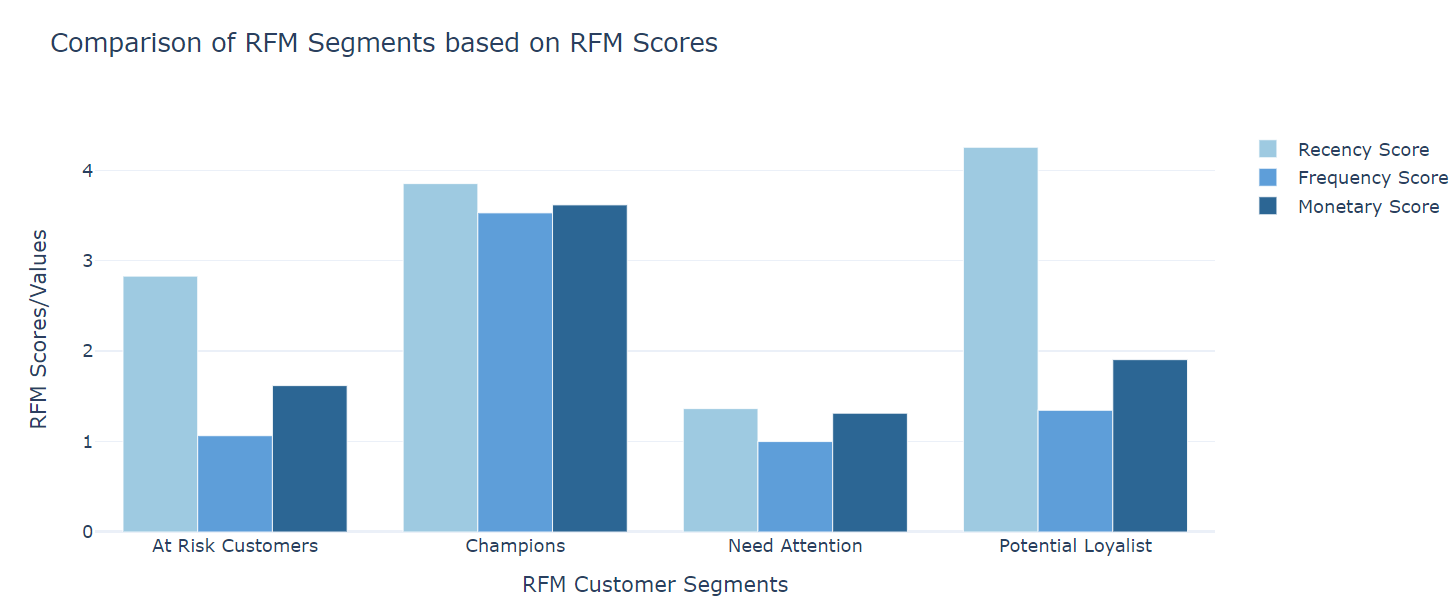 Comparison of RFM Segments based on RFM Scores
Recency Score
Frequency Score
Monetary Score
RFM Scores/Values
4
3
2
1
0
At Risk Customers
Champions
Need Attention
Potential Loyalist
RFM Customer Segments